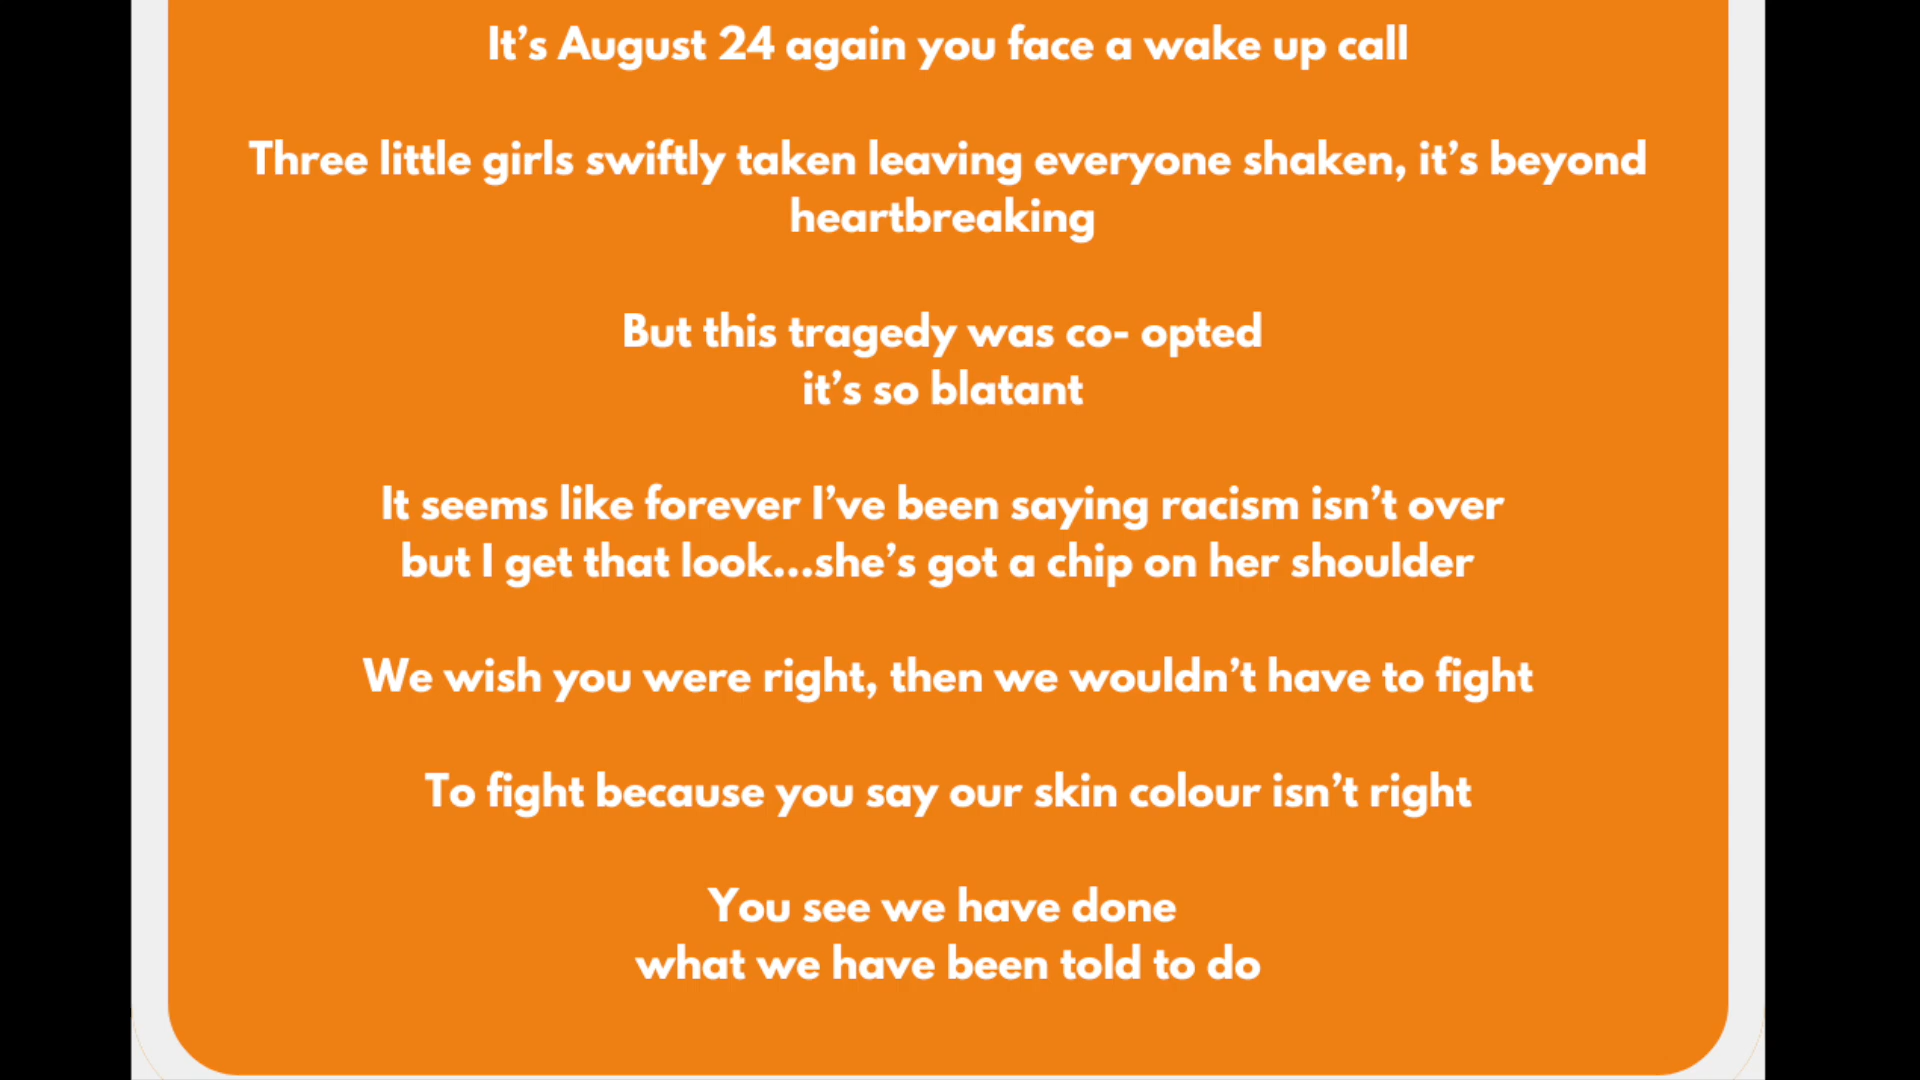 It’s August 24 again you face a wake up call
Three little girls swiftly taken leaving everyone shaken, it’s beyond
heartbreaking
But this tragedy was co- opted
it’s so blatant
It seems like forever I’ve been saying racism isn’t over
but I get that look...she’s got a chip on her shoulder
We wish you were right, then we wouldn’t have to fight
To fight because you say our skin colour isn’t right
You see we have done
what we have been told to do